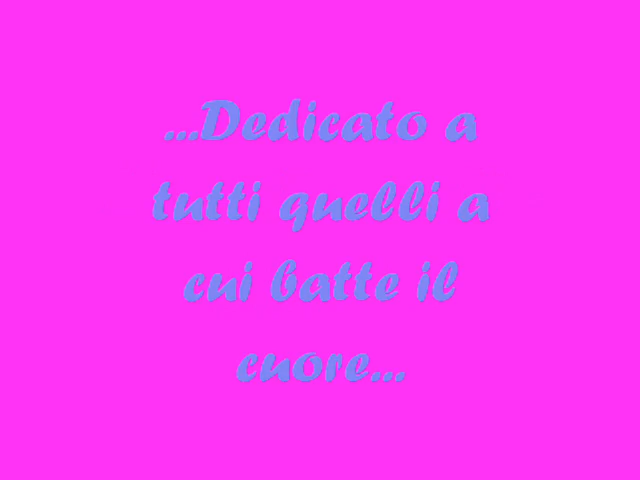 ...Dedicato a
tutti quelli a
cui batte il
cuore...